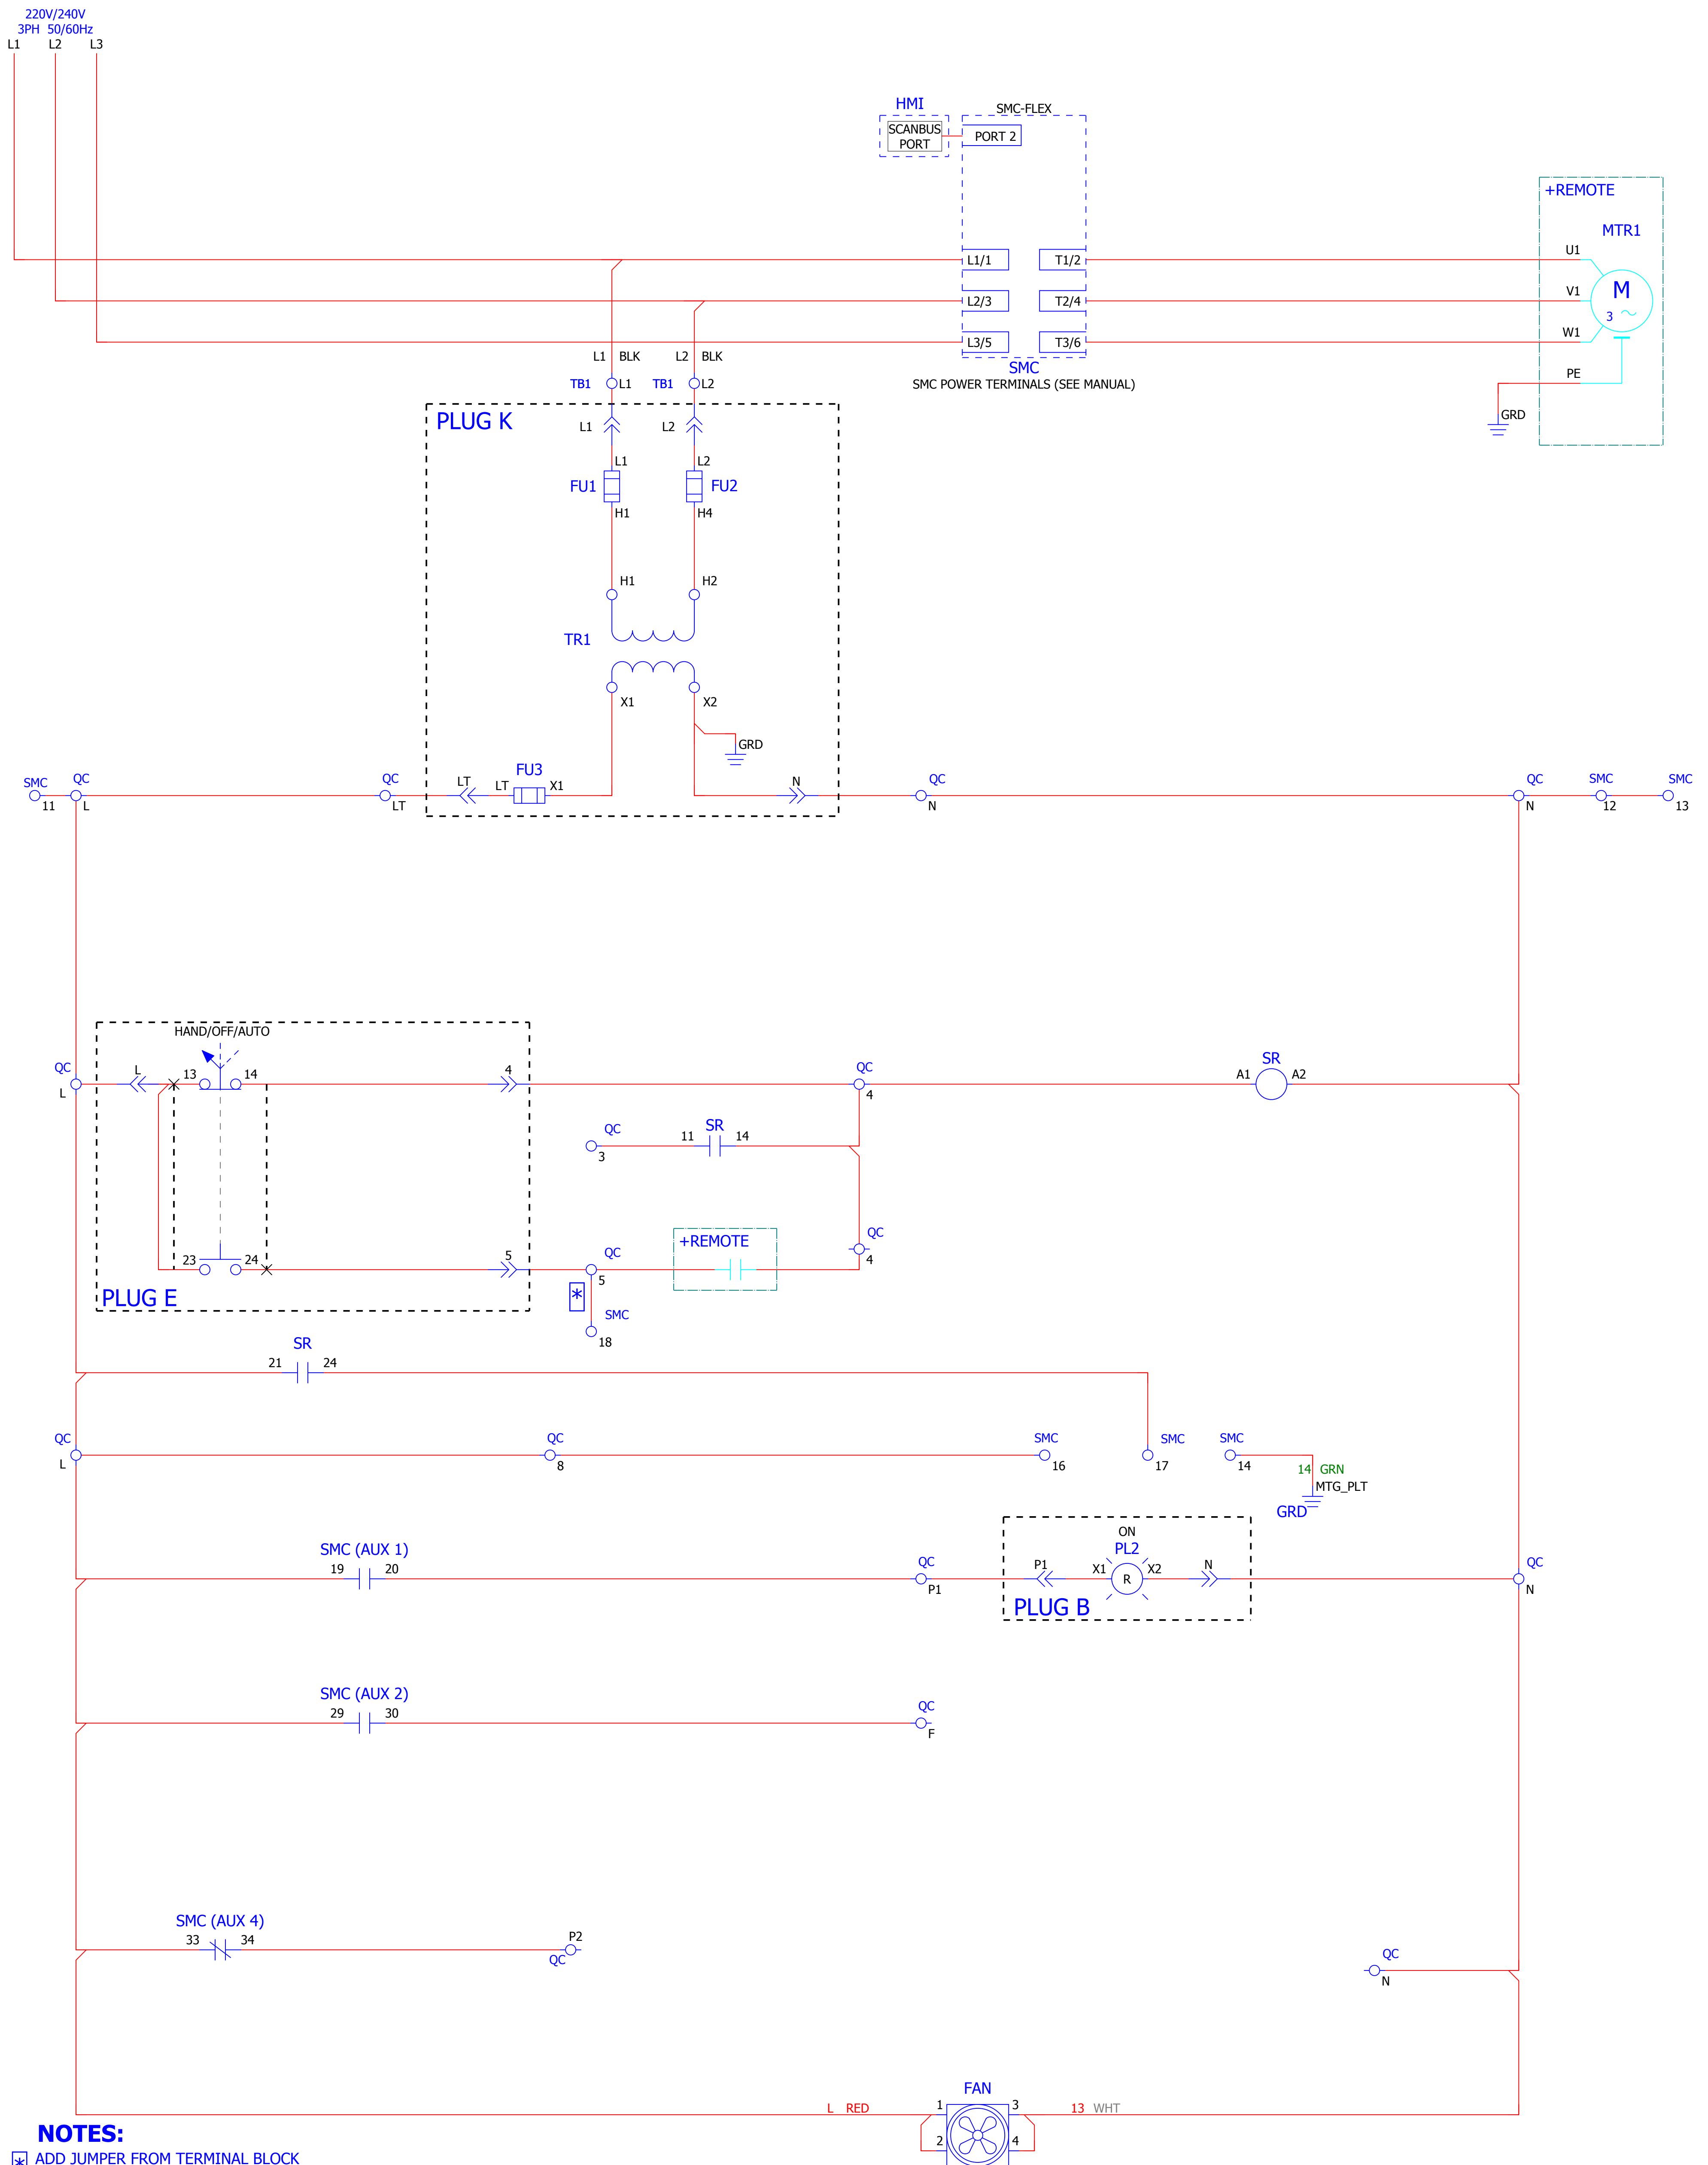 220V/240V
3PH 50/60Hz
L1 L2 L3
HMI
SMC-FLEX
SCANBUS
PORT
PORT 2
+REMOTE
MTR1
U1
L1/1 T1/2
M
3
V1
L2/3 T2/4
W1
L3/5 T3/6
L1 BLK L2 BLK
SMC
SMC POWER TERMINALS (SEE MANUAL)
PE
TB1 L1 TB1 L2
GRD
PLUG K
L1 L2
L1 L2
FU1 FU2
H1 H4
H1 H2
TR1
X1 X2
GRD
FU3
SMC QC QC LT LT X1 N QC QC SMC SMC
11 L LT N N 12 13
HAND/OFF/AUTO
QC L 13 14 4 QC SR
A1 A2
L 4
QC 11 SR 14
3
+REMOTE
QC
23 24 5 QC 4
5
PLUG E
*
SMC
18
SR
21 24
QC QC SMC SMC SMC
L 8 16 17 14
14 GRN
MTG_PLT
GRD
ON
SMC (AUX 1) PL2
19 20 QC P1 X1 R X2 N QC
P1 N
PLUG B
SMC (AUX 2)
29 30 QC
F
SMC (AUX 4)
33 34 P2
QC
QC
N
FAN
L RED 1 3 13 WHT
2 4
NOTES:
* ADD JUMPER FROM TERMINAL BLOCK